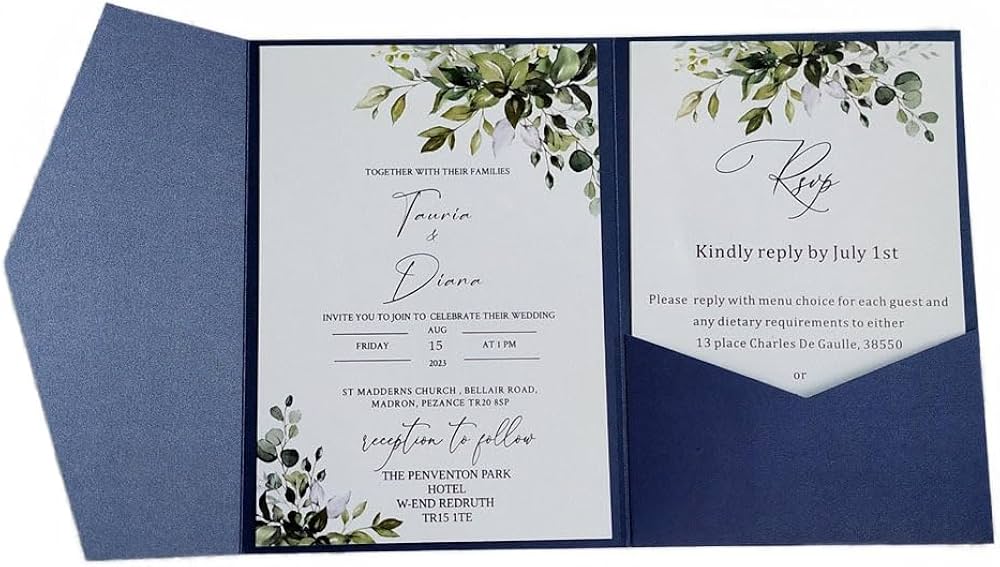 TOGETHER WITH THEIR FAMILIES
Tauria
&
Diana
INVITE YOU TO JOIN TO CELEBRATE THEIR WEDDING
AUG
FRIDAY 15 AT 1 PM
2023
ST MADDERNS CHURCH , BELLAIR ROAD,
MADRON, PEZANCE TR20 8SP
reception to follow
THE PENVENTON PARK
HOTEL
W-END REDRUTH
TR15 1TE
Rsvp
Kindly reply by July 1st
Please reply with menu choice for each guest and
any dietary requirements to either
13 place Charles De Gaulle, 38550
or